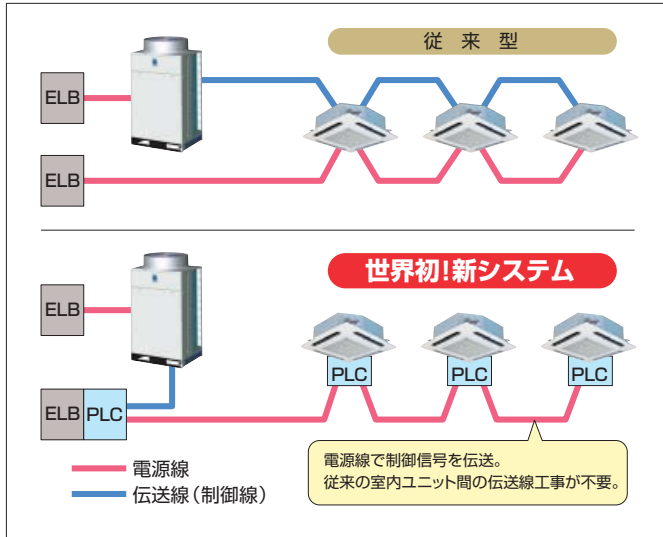 従来型
ELB
ELB
世界初!新システム
ELB
PLC
PLC
PLC
ELB PLC
電源線で制御信号を伝送。
従来の室内ユニット間の伝送線工事が不要。
電源線
伝送線(制御線)